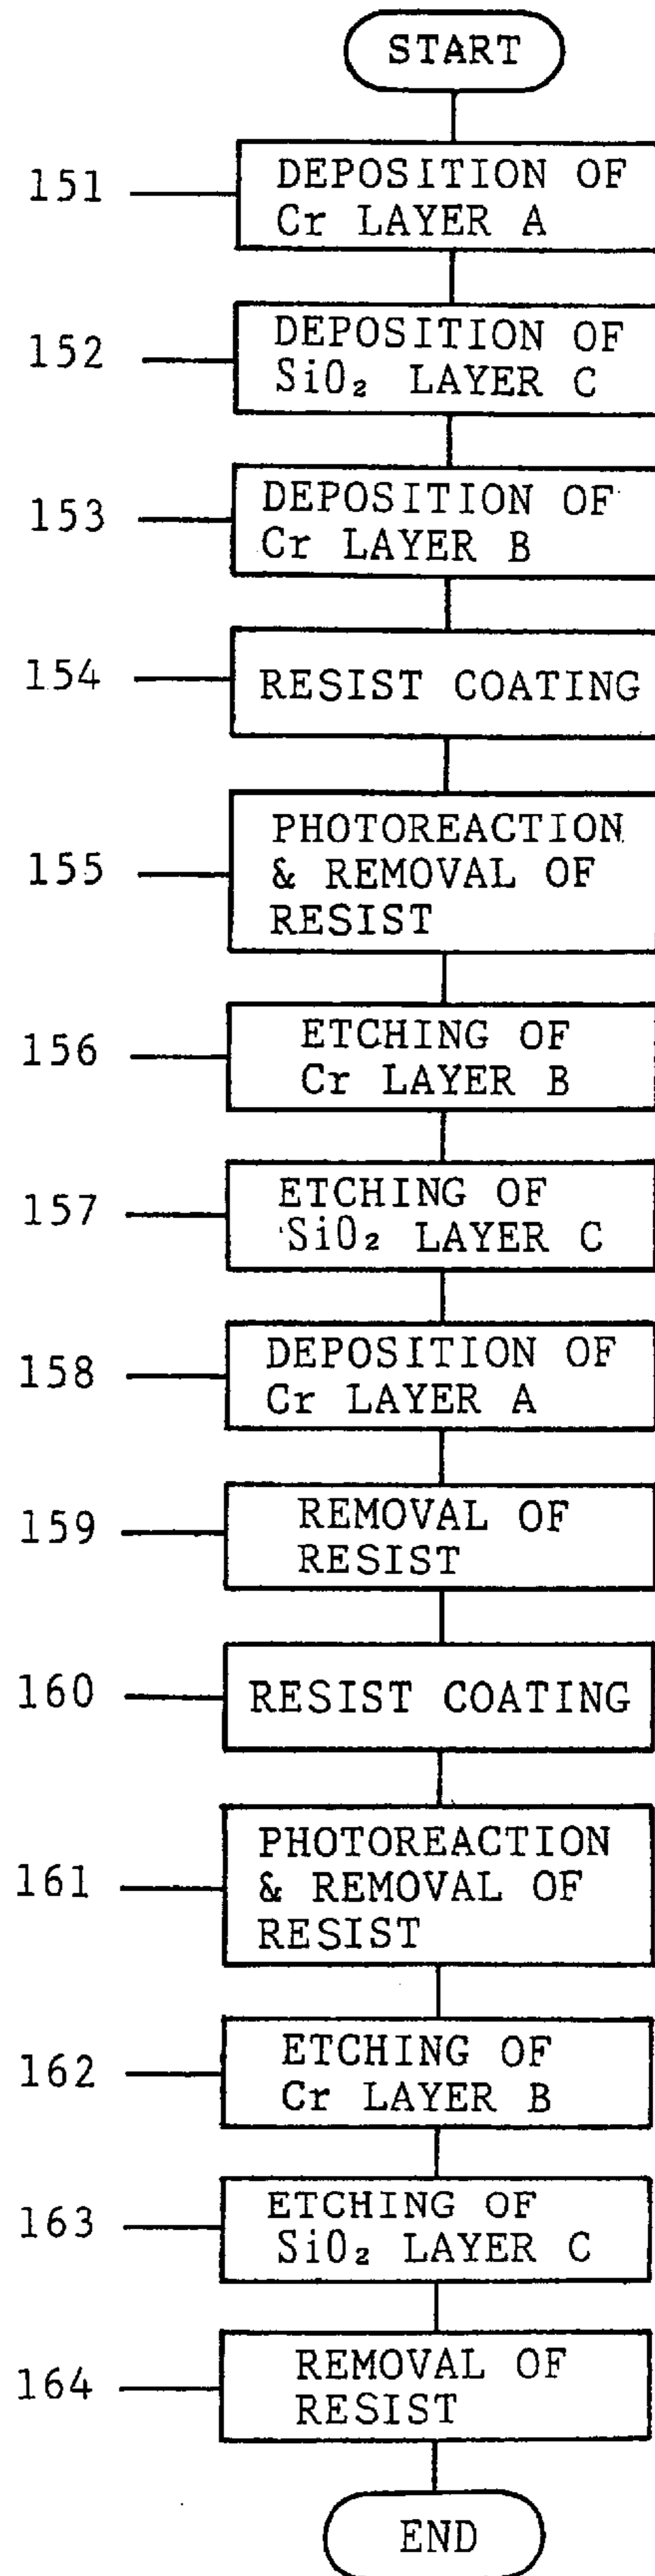 START
151
DEPOSITION OF
Cr LAYER A
152
DEPOSITION OF
SiO₂ LAYER C
153
DEPOSITION OF
Cr LAYER B
154
RESIST COATING
155
PHOTOREACTION
& REMOVAL OF
RESIST
156
ETCHING OF
Cr LAYER B
157
ETCHING OF
SiO₂ LAYER C
158
DEPOSITION OF
Cr LAYER A
159
REMOVAL OF
RESIST
160
RESIST COATING
161
PHOTOREACTION
& REMOVAL OF
RESIST
162
ETCHING OF
Cr LAYER B
163
ETCHING OF
SiO₂ LAYER C
164
REMOVAL OF
RESIST
END